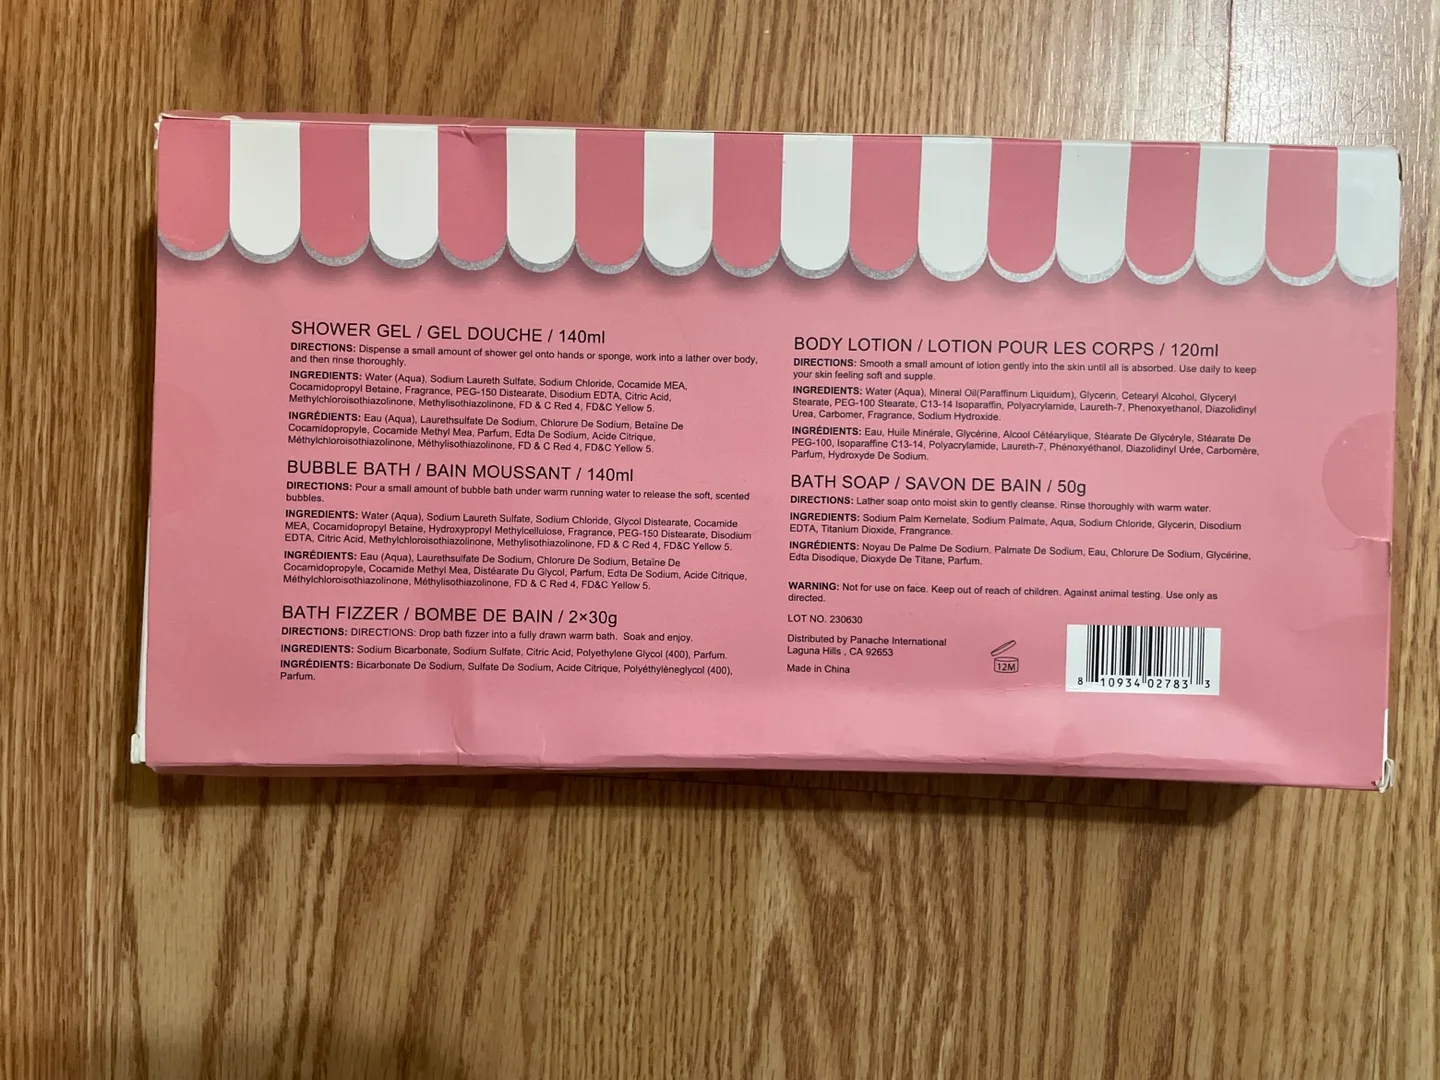 SHOWER GEL / GEL DOUCHE / 140ml
DIRECTIONS: Dispense a small amount of shower gel onto hands or sponge, work into a lather over body,
and then rinse thoroughly.
INGREDIENTS: Water (Aqua), Sodium Laureth Sulfate, Sodium Chloride, Cocamide MEA,
Cocamidopropyl Betaine, Fragrance, PEG-150 Distearate, Disodium EDTA, Citric Acid,
Methylchloroisothiazolinone, Methylisothiazolinone, FD & C Red 4, FD&C Yellow 5.
INGRÉDIENTS: Eau (Aqua), Laurethsulfate De Sodium, Chlorure De Sodium, Betaïne De
Cocamidopropyle, Cocamide Methyl Mea, Parfum, Edta De Sodium, Acide Citrique,
Méthylchloroisothiazolinone, Méthylisothiazolinone, FD & C Red 4, FD&C Yellow 5.
BUBBLE BATH / BAIN MOUSSANT / 140ml
DIRECTIONS: Pour a small amount of bubble bath under warm running water to release the soft, scented
bubbles.
INGREDIENTS: Water (Aqua), Sodium Laureth Sulfate, Sodium Chloride, Glycol Distearate, Cocamide
MEA, Cocamidopropyl Betaine, Hydroxypropyl Methylcellulose, Fragrance, PEG-150 Distearate, Disodium
EDTA, Citric Acid, Methylchloroisothiazolinone, Methylisothiazolinone, FD & C Red 4, FD&C Yellow 5.
INGRÉDIENTS: Eau (Aqua), Laurethsulfate De Sodium, Chlorure De Sodium, Betaïne De
Cocamidopropyle, Cocamide Methyl Mea, Distéarate Du Glycol, Parfum, Edta De Sodium, Acide Citrique,
Méthylchloroisothiazolinone, Méthylisothiazolinone, FD & C Red 4, FD&C Yellow 5.
BATH FIZZER / BOMBE DE BAIN / 2×30g
DIRECTIONS: DIRECTIONS: Drop bath fizzer into a fully drawn warm bath. Soak and enjoy.
INGREDIENTS: Sodium Bicarbonate, Sodium Sulfate, Citric Acid, Polyethylene Glycol (400), Parfum.
INGRÉDIENTS: Bicarbonate De Sodium, Sulfate De Sodium, Acide Citrique, Polyéthylèneglycol (400),
Parfum.
BODY LOTION / LOTION POUR LES CORPS / 120ml
DIRECTIONS: Smooth a small amount of lotion gently into the skin until all is absorbed. Use daily to keep
your skin feeling soft and supple.
INGREDIENTS: Water (Aqua), Mineral Oil(Paraffinum Liquidum), Glycerin, Cetearyl Alcohol, Glyceryl
Stearate, PEG-100 Stearate, C13-14 Isoparaffin, Polyacrylamide, Laureth-7, Phenoxyethanol, Diazolidinyl
Urea, Carbomer, Fragrance, Sodium Hydroxide.
INGRÉDIENTS: Eau, Huile Minérale, Glycérine, Alcool Cétéarylique, Stéarate De Glycéryle, Stéarate De
PEG-100, Isoparaffine C13-14, Polyacrylamide, Laureth-7, Phénoxyéthanol, Diazolidinyl Urée, Carbomère,
Parfum, Hydroxyde De Sodium.
BATH SOAP / SAVON DE BAIN / 50g
DIRECTIONS: Lather soap onto moist skin to gently cleanse. Rinse thoroughly with warm water.
INGREDIENTS: Sodium Palm Kernelate, Sodium Palmate, Aqua, Sodium Chloride, Glycerin, Disodium
EDTA, Titanium Dioxide, Frangrance.
INGRÉDIENTS: Noyau De Palme De Sodium, Palmate De Sodium, Eau, Chlorure De Sodium, Glycérine,
Edta Disodique, Dioxyde De Titane, Parfum.
WARNING: Not for use on face. Keep out of reach of children. Against animal testing. Use only as
directed.
LOT NO. 230630
Distributed by Panache International
Laguna Hills , CA 92653
Made in China
12M
8 10934 02783 3